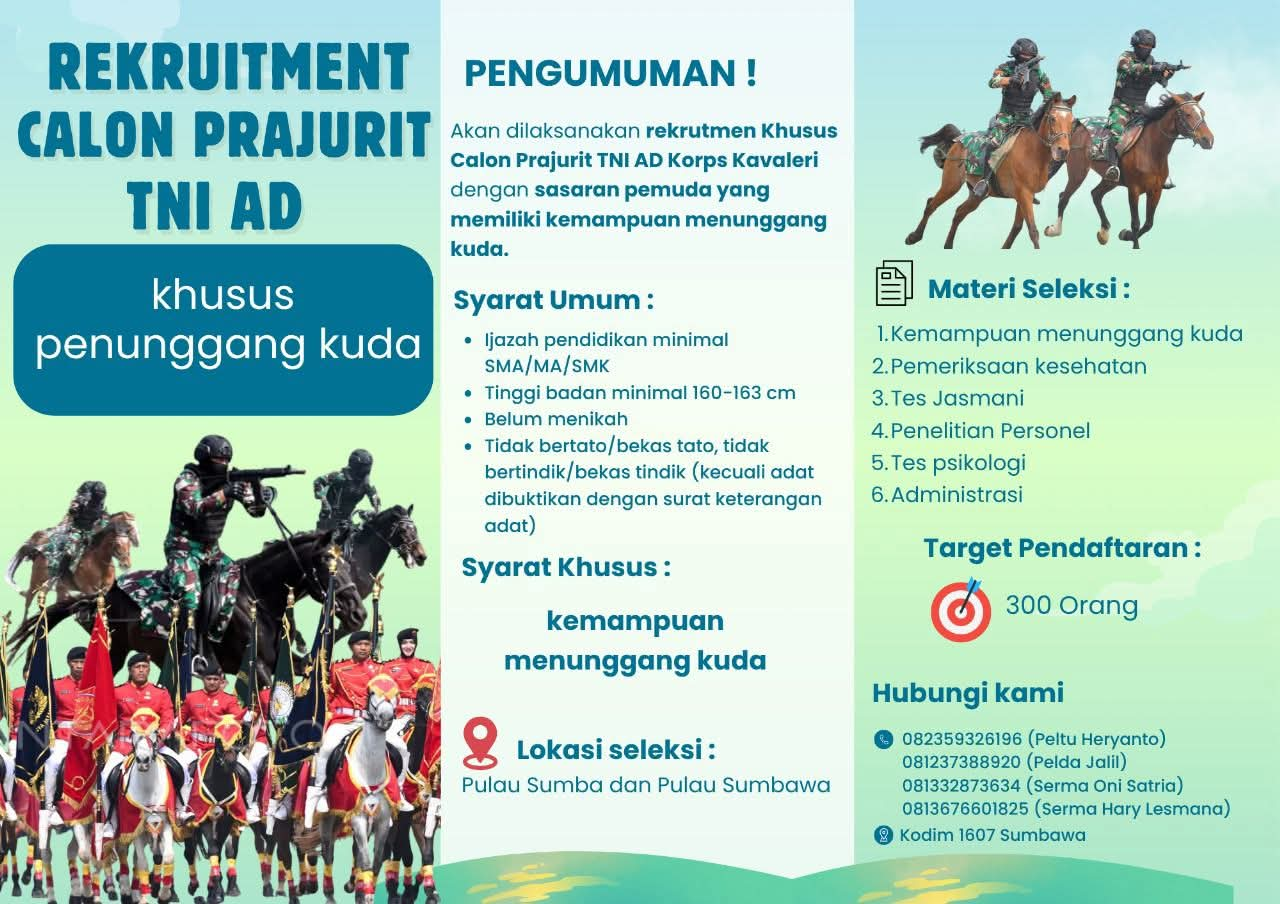 REKRUITMENT
CALON PRAJURIT
TNI AD
khusus
penunggang kuda
PENGUMUMAN !
Akan dilaksanakan rekrutmen Khusus
Calon Prajurit TNI AD Korps Kavaleri
dengan sasaran pemuda yang
memiliki kemampuan menunggang
kuda.
Syarat Umum :
• Ijazah pendidikan minimal
SMA/MA/SMK
• Tinggi badan minimal 160-163 cm
• Belum menikah
• Tidak bertato/bekas tato, tidak
bertindik/bekas tindik (kecuali adat
dibuktikan dengan surat keterangan
adat)
Syarat Khusus :
kemampuan
menunggang kuda
Lokasi seleksi :
Pulau Sumba dan Pulau Sumbawa
Materi Seleksi :
1.Kemampuan menunggang kuda
2.Pemeriksaan kesehatan
3.Tes Jasmani
4.Penelitian Personel
5.Tes psikologi
6.Administrasi
Target Pendaftaran :
300 Orang
Hubungi kami
082359326196 (Peltu Heryanto)
081237388920 (Pelda Jalil)
081332873634 (Serma Oni Satria)
0813676601825 (Serma Hary Lesmana)
Kodim 1607 Sumbawa